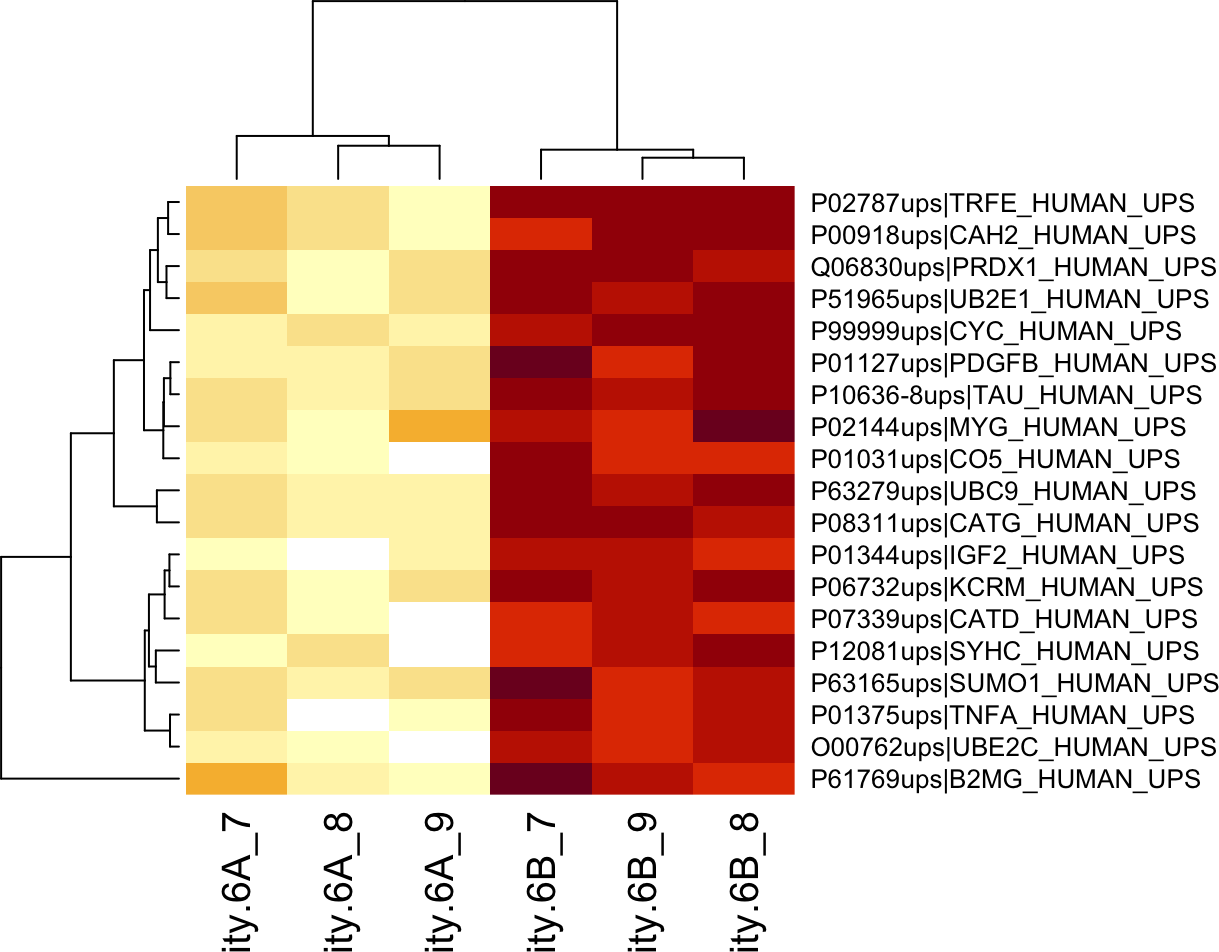 P02787ups|TRFE_HUMAN_UPS
P00918ups|CAH2_HUMAN_UPS
Q06830ups|PRDX1_HUMAN_UPS
P51965ups|UB2E1_HUMAN_UPS
P99999ups|CYC_HUMAN_UPS
P01127ups|PDGFB_HUMAN_UPS
P10636-8ups|TAU_HUMAN_UPS
P02144ups|MYG_HUMAN_UPS
P01031ups|CO5_HUMAN_UPS
P63279ups|UBC9_HUMAN_UPS
P08311ups|CATG_HUMAN_UPS
P01344ups|IGF2_HUMAN_UPS
P06732ups|KCRM_HUMAN_UPS
P07339ups|CATD_HUMAN_UPS
P12081ups|SYHC_HUMAN_UPS
P63165ups|SUMO1_HUMAN_UPS
P01375ups|TNFA_HUMAN_UPS
O00762ups|UBE2C_HUMAN_UPS
P61769ups|B2MG_HUMAN_UPS
ity.6A_7
ity.6A_8
ity.6A_9
ity.6B_7
ity.6B_9
ity.6B_8